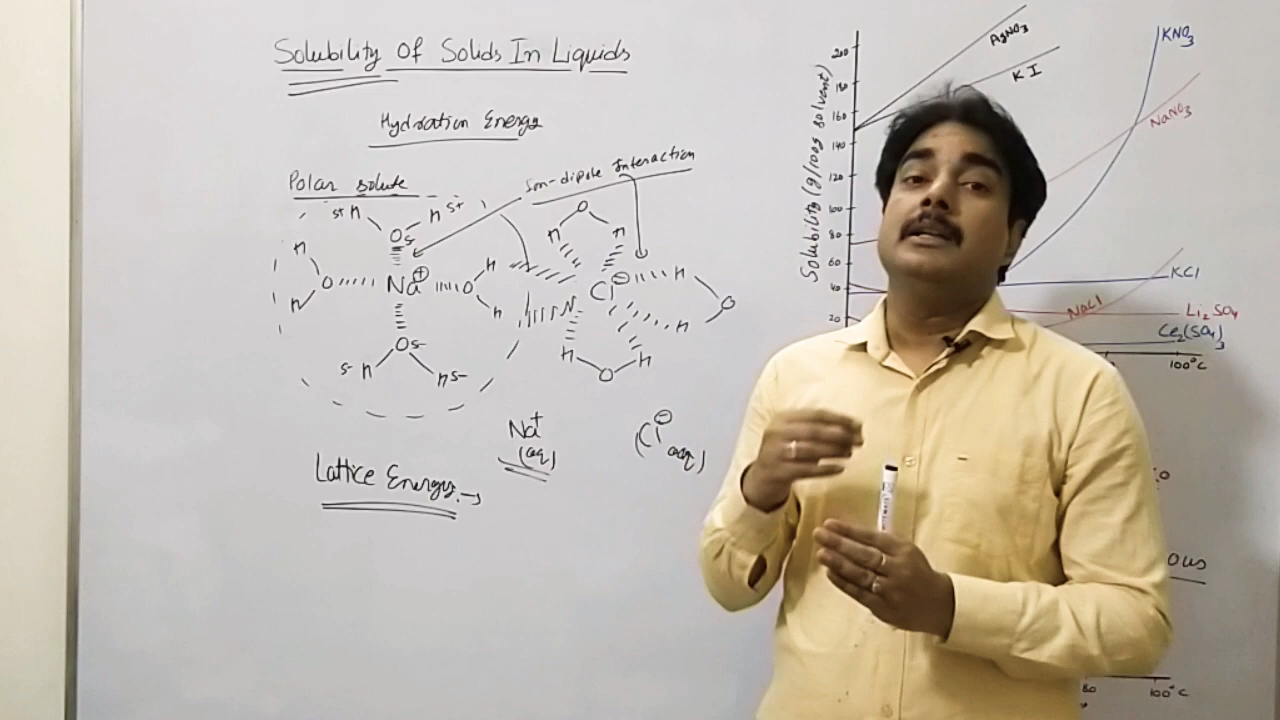 Solubility Of Solids In Liquids
Hydration Energy
Polar solute
Ion-dipole Interaction
δ+ H
H δ+
O
δ-
H
O
H
Na⊕
O
H
H
O δ-
δ- H
H δ-
O
H
H
Cl⊖
H
O
H
H
H
O
Na+
(aq)
Cl⊖
(aq)
Lattice Energy →
Solubility (g/100g solvent)
200
180
160
140
120
100
80
60
40
20
AgNO3
KI
KNO3
NaNO3
KCl
NaCl
Li2SO4
Ce2(SO4)3
100°C
ous
80
100°C